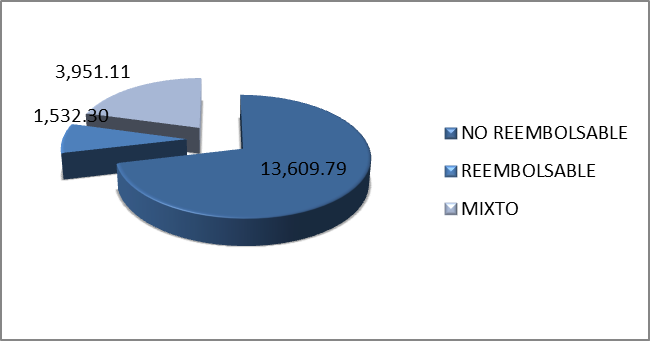 3,951.11
1,532.30
13,609.79
NO REEMBOLSABLE
REEMBOLSABLE
MIXTO